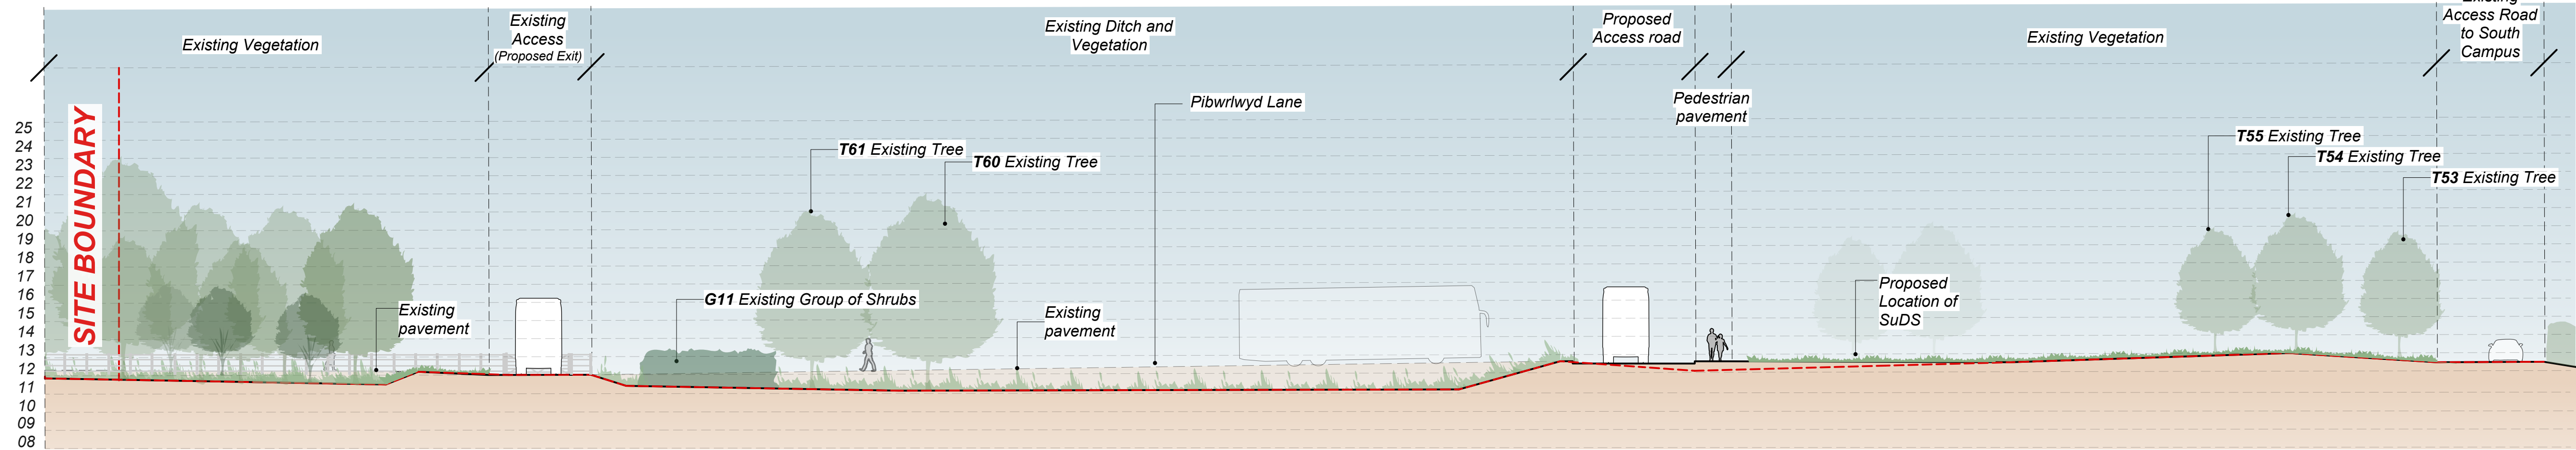 Existing Vegetation
Existing
Access
(Proposed Exit)
Existing Ditch and
Vegetation
Proposed
Access road
Pedestrian
pavement
Existing Vegetation
Existing
Access Road
to South
Campus
SITE BOUNDARY
Pibwrlwyd Lane
T61 Existing Tree
T60 Existing Tree
T55 Existing Tree
T54 Existing Tree
T53 Existing Tree
G11 Existing Group of Shrubs
Existing
pavement
Existing
pavement
Proposed
Location of
SuDS
25
24
23
22
21
20
19
18
17
16
15
14
13
12
11
10
09
08